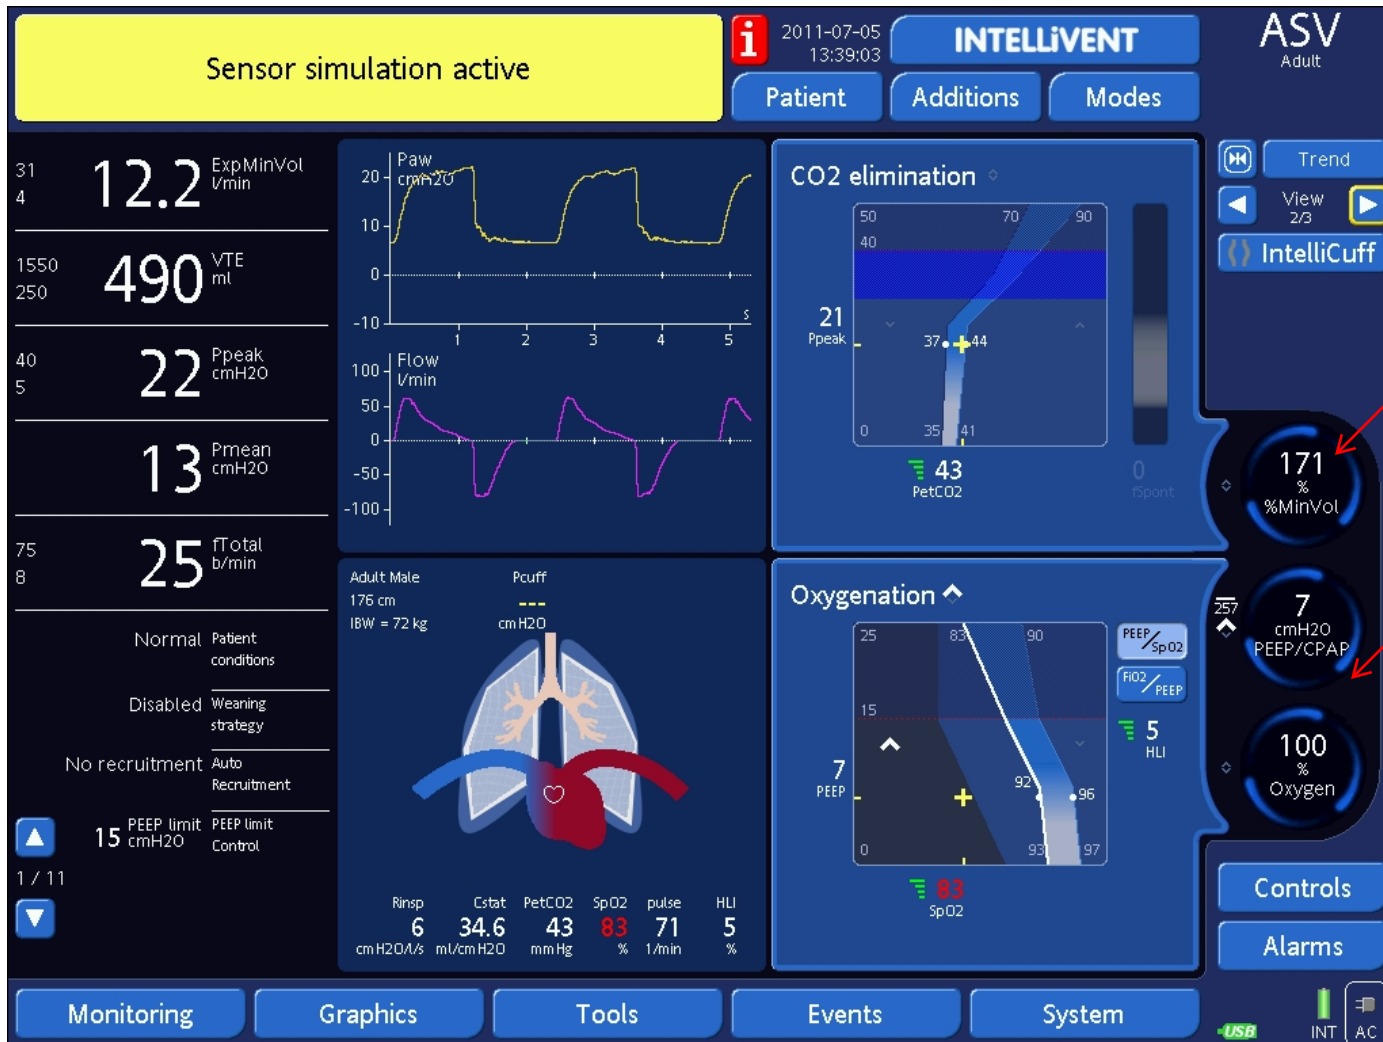 Sensor simulation active
i
2011-07-05
13:39:03
INTELLiVENT
ASV
Adult
Patient
Additions
Modes
31
4
12.2
ExpMinVol
l/min
1550
250
490
VTE
ml
40
5
22
Ppeak
cmH2O
13
Pmean
cmH2O
75
8
25
fTotal
b/min
Normal
Patient
conditions
Disabled
Weaning
strategy
No recruitment
Auto
Recruitment
15
PEEP limit
cmH2O
PEEP limit
Control
1 / 11
Paw
cmH2O
20
10
0
-10
s
1 2 3 4 5
Flow
l/min
100
50
0
-50
-100
Adult Male
176 cm
IBW = 72 kg
Pcuff
---
cmH2O
Rinsp
6
cmH2O/l/s
Cstat
34.6
ml/cmH2O
PetCO2
43
mmHg
SpO2
83
%
pulse
71
1/min
HLI
5
%
CO2 elimination
50 70 90
40
21
Ppeak
37 44
0 35 41
43
PetCO2
0
fSpont
Oxygenation
25 83 90
15
7
PEEP
92 96
0 93 97
83
SpO2
PEEP/SpO2
FiO2/PEEP
5
HLI
Trend
View
2/3
IntelliCuff
171
%
%MinVol
257
7
cmH2O
PEEP/CPAP
100
%
Oxygen
Controls
Alarms
Monitoring
Graphics
Tools
Events
System
USB
INT
AC